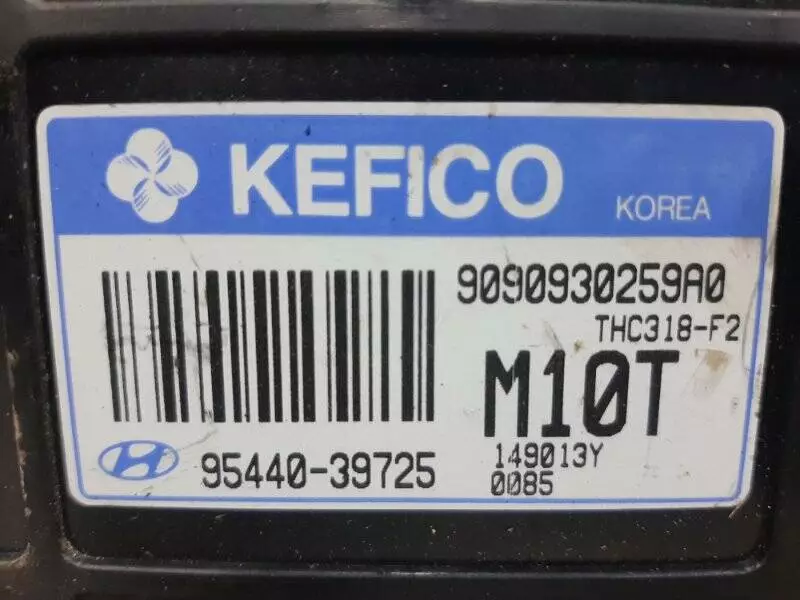 KEFICO
KOREA
9090930259A0
THC318-F2
M10T
95440-39725
149013Y
0085